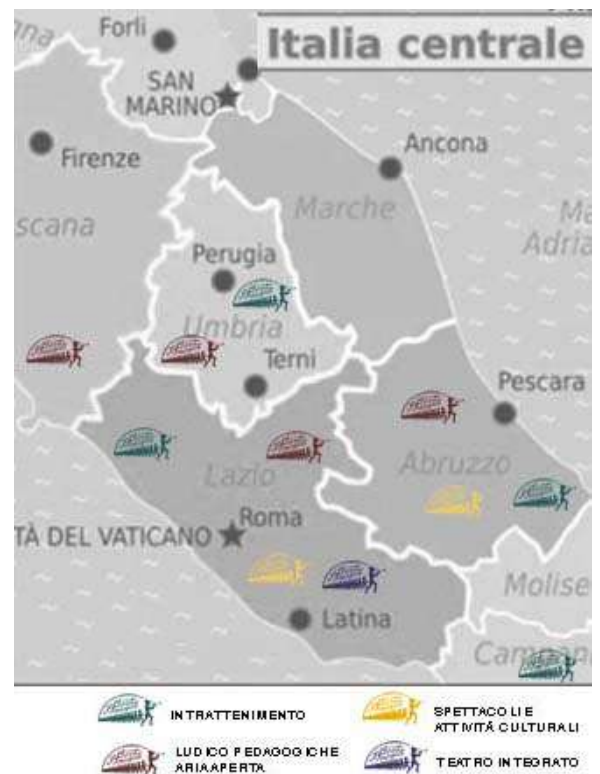 Forlì
Italia centrale
SAN
MARINO
Firenze
Ancona
Marche
scana
Ma
Adria
Perugia
Umbria
Terni
Pescara
Lazio
Abruzzo
Roma
TÀ DEL VATICANO
Molise
Latina
Campan
INTRATTENIMENTO
SPETTACOLI E
ATTIVITÀ CULTURALI
LUDICO PEDAGOGICHE
ARIA APERTA
TEATRO INTEGRATO